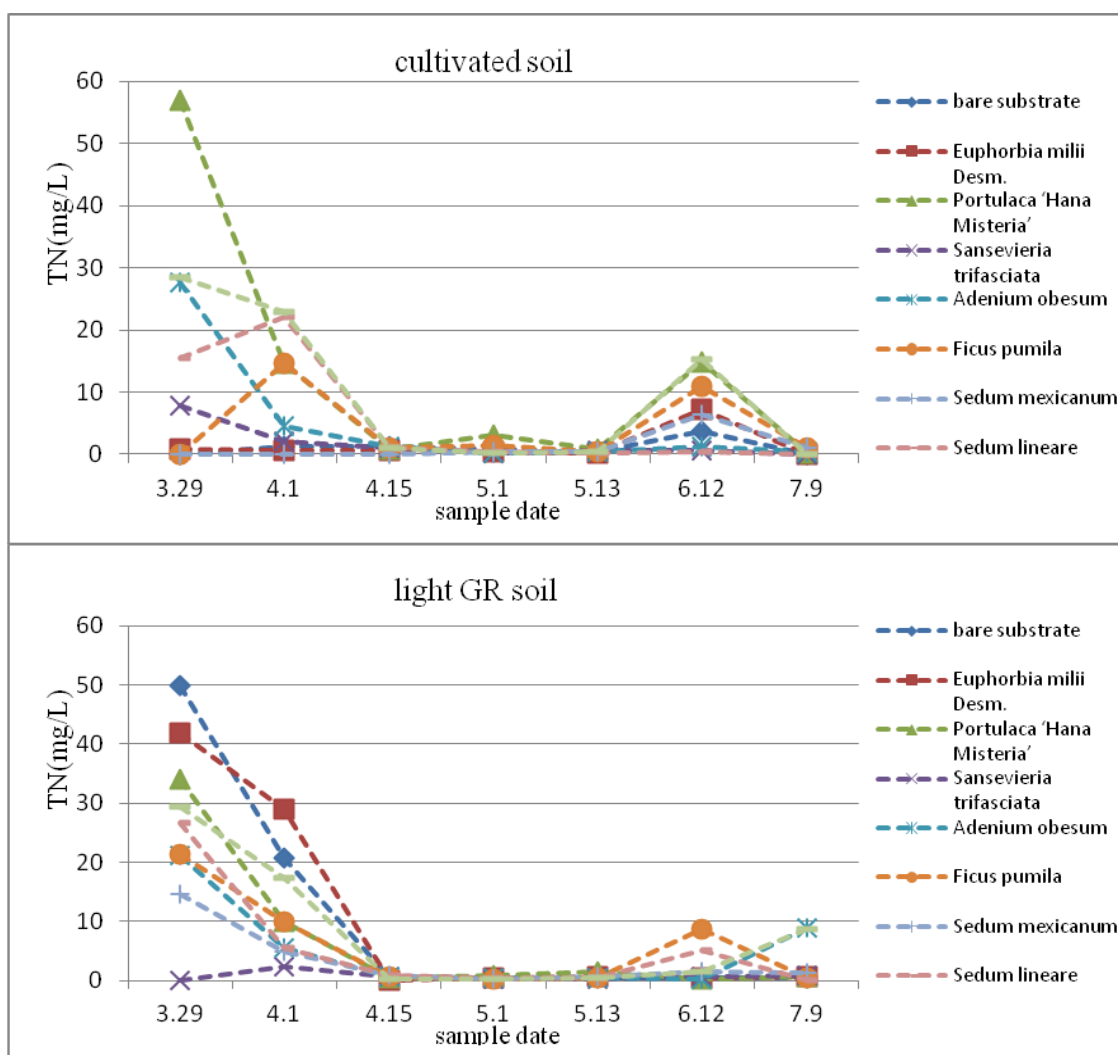 cultivated soil
60
50
40
30
20
10
0
TN(mg/L)
3.29 4.1 4.15 5.1 5.13 6.12 7.9
sample date
bare substrate
Euphorbia milii
Desm.
Portulaca ‘Hana
Misteria’
Sansevieria
trifasciata
Adenium obesum
Ficus pumila
Sedum mexicanum
Sedum lineare
light GR soil
60
50
40
30
20
10
0
TN(mg/L)
3.29 4.1 4.15 5.1 5.13 6.12 7.9
sample date
bare substrate
Euphorbia milii
Desm.
Portulaca ‘Hana
Misteria’
Sansevieria
trifasciata
Adenium obesum
Ficus pumila
Sedum mexicanum
Sedum lineare